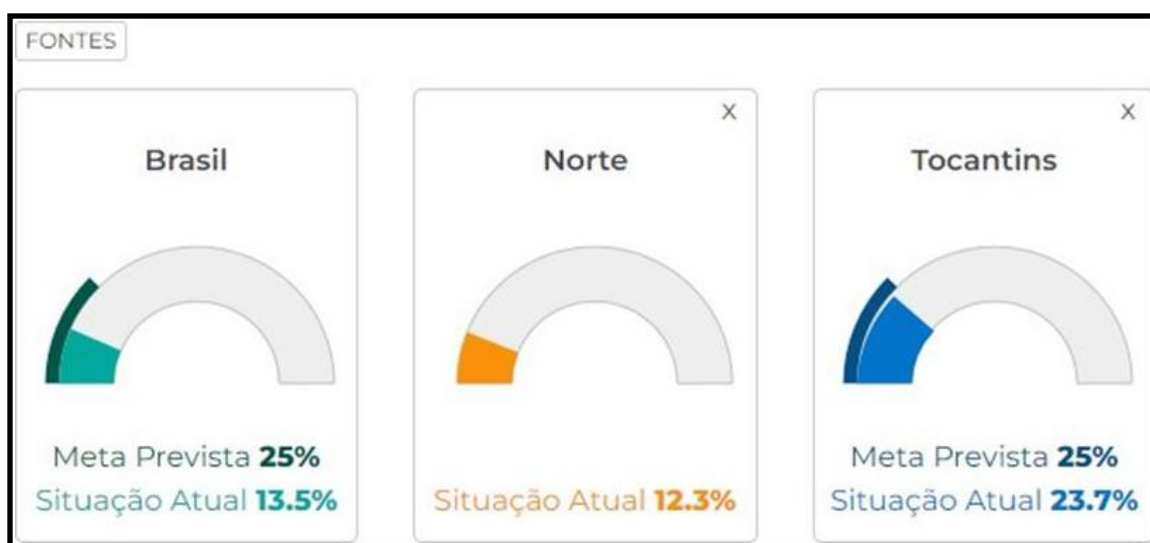 FONTES
Brasil
Meta Prevista 25%
Situação Atual 13.5%
X
Norte
Situação Atual 12.3%
X
Tocantins
Meta Prevista 25%
Situação Atual 23.7%